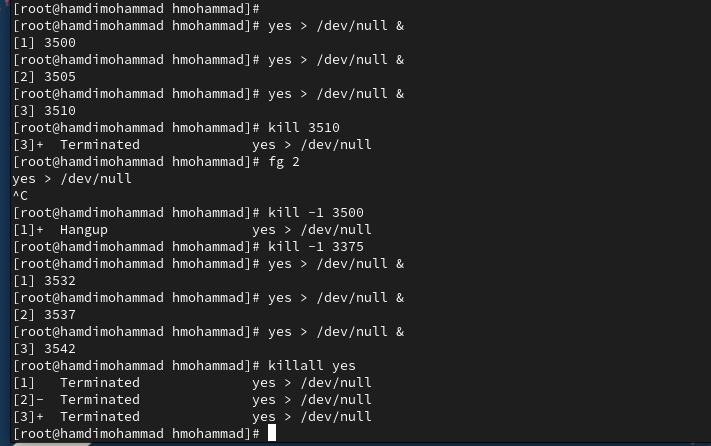 [root@hamdimohammad hmohammad]#
[root@hamdimohammad hmohammad]# yes > /dev/null &
[1] 3500
[root@hamdimohammad hmohammad]# yes > /dev/null &
[2] 3505
[root@hamdimohammad hmohammad]# yes > /dev/null &
[3] 3510
[root@hamdimohammad hmohammad]# kill 3510
[3]+  Terminated              yes > /dev/null
[root@hamdimohammad hmohammad]# fg 2
yes > /dev/null
^C
[root@hamdimohammad hmohammad]# kill -1 3500
[1]+  Hangup                  yes > /dev/null
[root@hamdimohammad hmohammad]# kill -1 3375
[root@hamdimohammad hmohammad]# yes > /dev/null &
[1] 3532
[root@hamdimohammad hmohammad]# yes > /dev/null &
[2] 3537
[root@hamdimohammad hmohammad]# yes > /dev/null &
[3] 3542
[root@hamdimohammad hmohammad]# killall yes
[1]   Terminated              yes > /dev/null
[2]-  Terminated              yes > /dev/null
[3]+  Terminated              yes > /dev/null
[root@hamdimohammad hmohammad]#